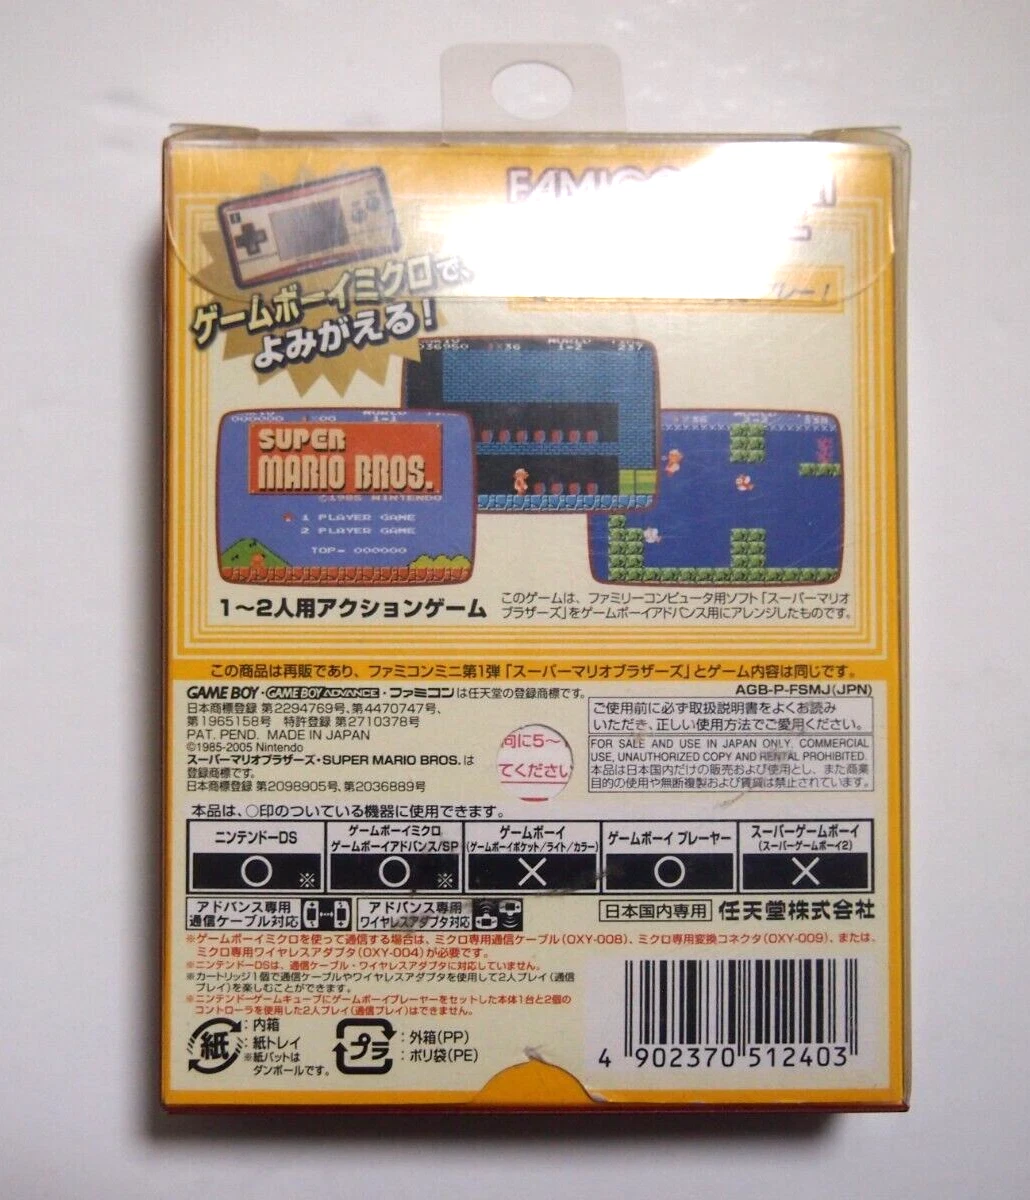 ゲームボーイミクロで、
よみがえる!
036950 ×36 1-2 237
000000 ×00 1-1
SUPER
MARIO BROS.
©1985 NINTENDO
1 PLAYER GAME
2 PLAYER GAME
TOP- 000000
1〜2人用アクションゲーム
このゲームは、ファミリーコンピュータ用ソフト「スーパーマリオ
ブラザーズ」をゲームボーイアドバンス用にアレンジしたものです。
この商品は再販であり、ファミコンミニ第1弾「スーパーマリオブラザーズ」とゲーム内容は同じです。
GAME BOY・GAME BOY ADVANCE・ファミコンは任天堂の登録商標です。
日本商標登録 第2294769号、第4470747号、
第1965158号 特許登録 第2710378号
PAT. PEND. MADE IN JAPAN
©1985-2005 Nintendo
スーパーマリオブラザーズ・SUPER MARIO BROS.は
登録商標です。
日本商標登録 第2098905号、第2036889号
AGB-P-FSMJ(JPN)
ご使用前に必ず取扱説明書をよくお読み
いただき、正しい使用方法でご愛用ください。
FOR SALE AND USE IN JAPAN ONLY. COMMERCIAL
USE, UNAUTHORIZED COPY AND RENTAL PROHIBITED.
本品は日本国内だけの販売および使用とし、また商業
目的の使用や無断複製および賃貸は禁止されています。
向に5〜
てください
本品は、○印のついている機器に使用できます。
ニンテンドーDS
○ ※
ゲームボーイミクロ
ゲームボーイアドバンス/SP
○ ※
ゲームボーイ
(ゲームボーイポケット/ライト/カラー)
×
ゲームボーイ プレーヤー
○
スーパーゲームボーイ
(スーパーゲームボーイ2)
×
アドバンス専用
通信ケーブル対応
アドバンス専用
ワイヤレスアダプタ対応
日本国内専用 任天堂株式会社
※ゲームボーイミクロを使って通信する場合は、ミクロ専用通信ケーブル(OXY-008)、ミクロ専用変換コネクタ(OXY-009)、または、
ミクロ専用ワイヤレスアダプタ(OXY-004)が必要です。
※ニンテンドーDSは、通信ケーブル・ワイヤレスアダプタに対応していません。
※カートリッジ1個で通信ケーブルやワイヤレスアダプタを使用して2人プレイ(通信
プレイ)を楽しむことができます。
※ニンテンドーゲームキューブにゲームボーイプレーヤーをセットした本体1台と2個の
コントローラを使用した2人プレイ(通信プレイ)はできません。
紙
:内箱
:紙トレイ
※紙パットは
ダンボールです。
プラ
:外箱(PP)
:ポリ袋(PE)
4 902370 512403